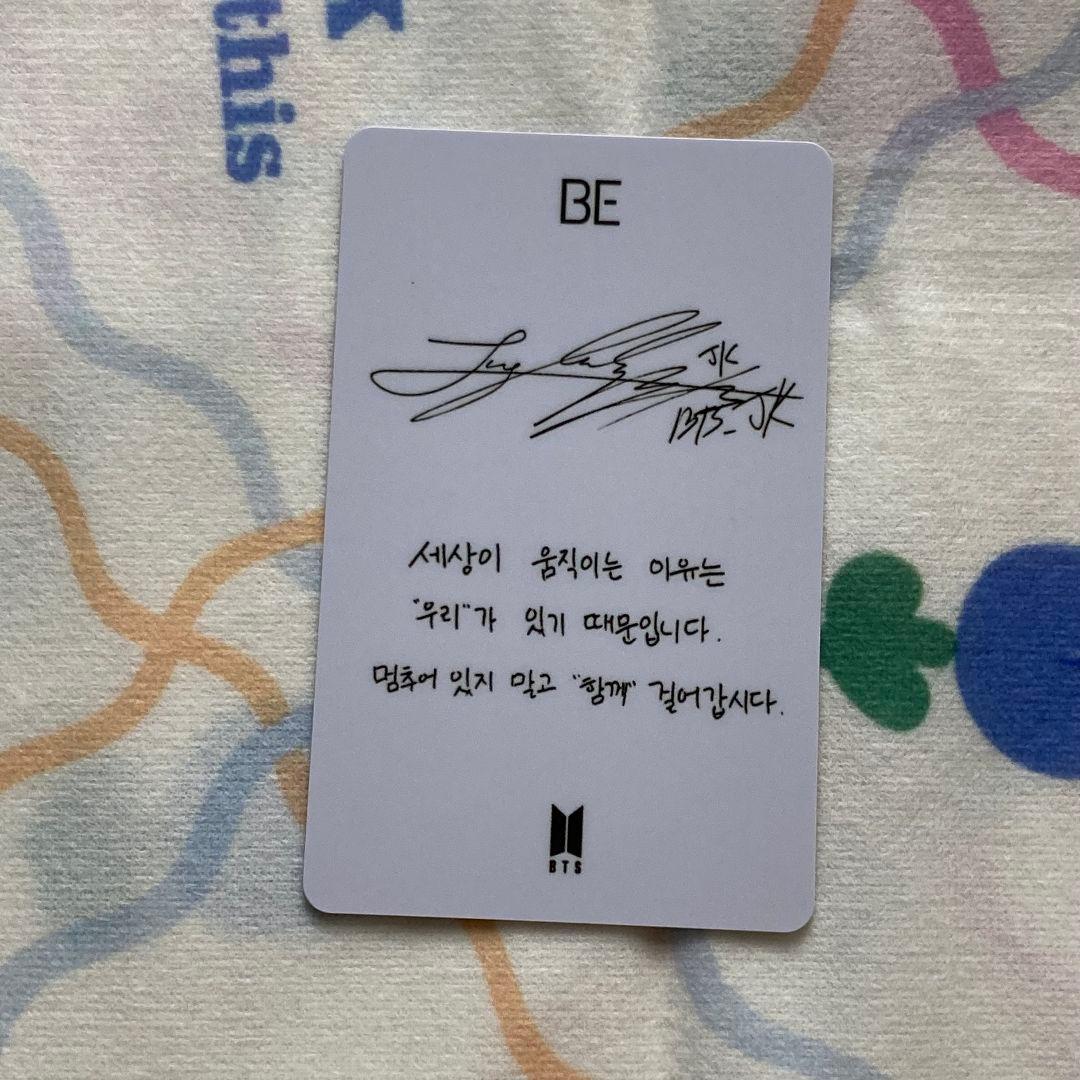 this
BE
JK
BTS_JK
세상이 움직이는 이유는
"우리"가 있기 때문입니다.
멈추어 있지 말고 "함께" 걸어갑시다.
BTS